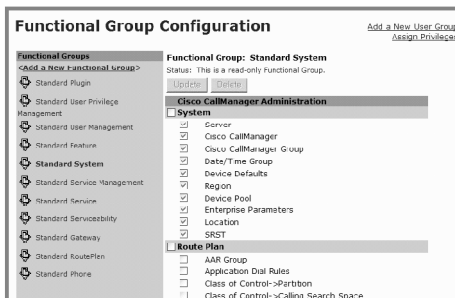 Functional Group Configuration
Add a New User Group
Assign Privileges
Functional Groups
<Add a New Functional Group>
Standard Plugin
Standard User Privilege
Management
Standard User Management
Standard Feature
Standard System
Standard Service Management
Standard Service
Standard Serviceability
Standard Gateway
Standard RoutePlan
Standard Phone
Functional Group: Standard System
Status: This is a read-only Functional Group.
Update Delete
Cisco CallManager Administration
System
Server
Cisco CallManager
Cisco CallManager Group
Date/Time Group
Device Defaults
Region
Device Pool
Enterprise Parameters
Location
SRST
Route Plan
AAR Group
Application Dial Rules
Class of Control->Partition
Class of Control->Calling Search Space